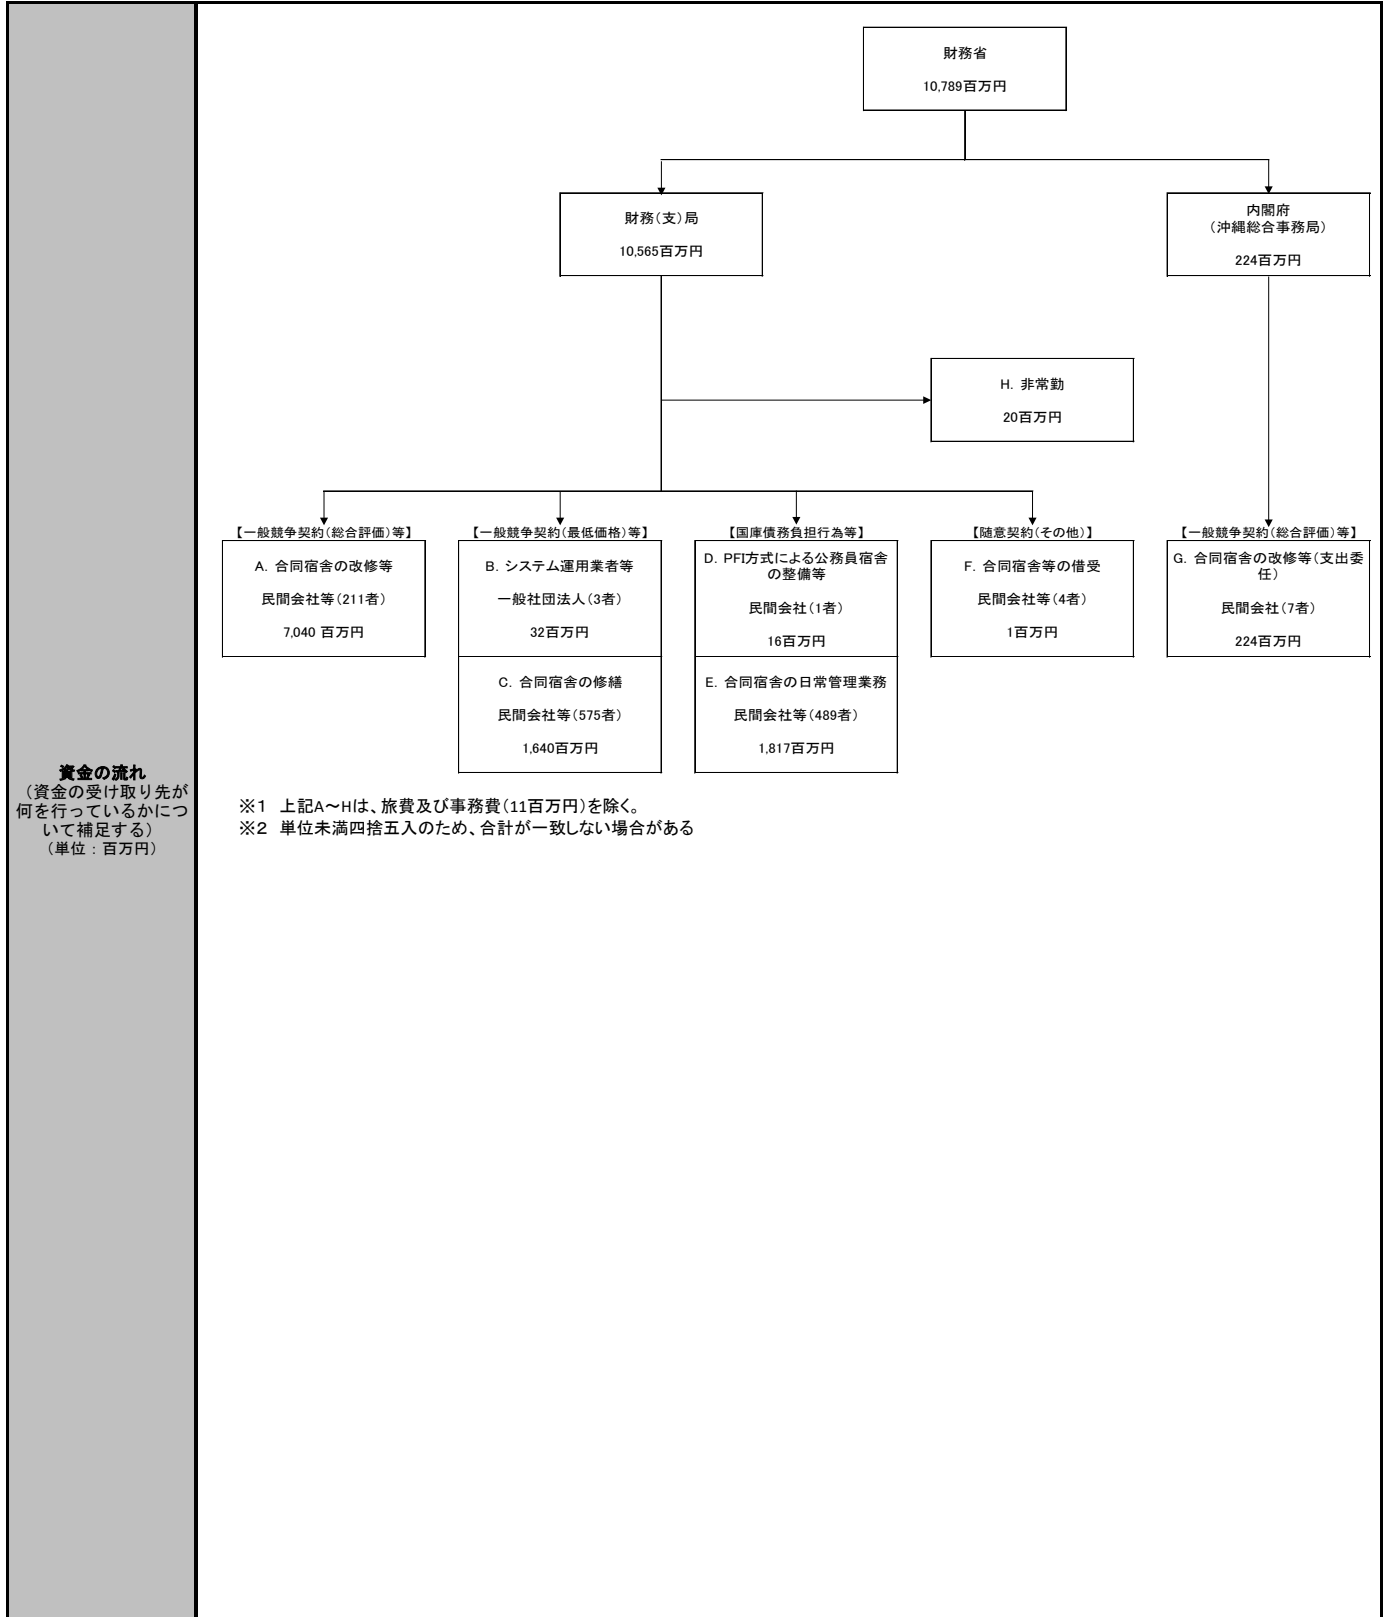 資金の流れ
（資金の受け取り先が
何を行っているかにつ
いて補足する）
（単位：百万円）
財務省
10,789百万円
財務（支）局
10,565百万円
内閣府
（沖縄総合事務局）
224百万円
H. 非常勤
20百万円
【一般競争契約（総合評価）等】
A. 合同宿舎の改修等
民間会社等（211者）
7,040 百万円
【一般競争契約（最低価格）等】
B. システム運用業者等
一般社団法人（3者）
32百万円
C. 合同宿舎の修繕
民間会社等（575者）
1,640百万円
【国庫債務負担行為等】
D. PFI方式による公務員宿舎
の整備等
民間会社（1者）
16百万円
E. 合同宿舎の日常管理業務
民間会社等（489者）
1,817百万円
【随意契約（その他）】
F. 合同宿舎等の借受
民間会社等（4者）
1百万円
【一般競争契約（総合評価）等】
G. 合同宿舎の改修等（支出委
任）
民間会社（7者）
224百万円
※1　上記A～Hは、旅費及び事務費（11百万円）を除く。
※2　単位未満四捨五入のため、合計が一致しない場合がある